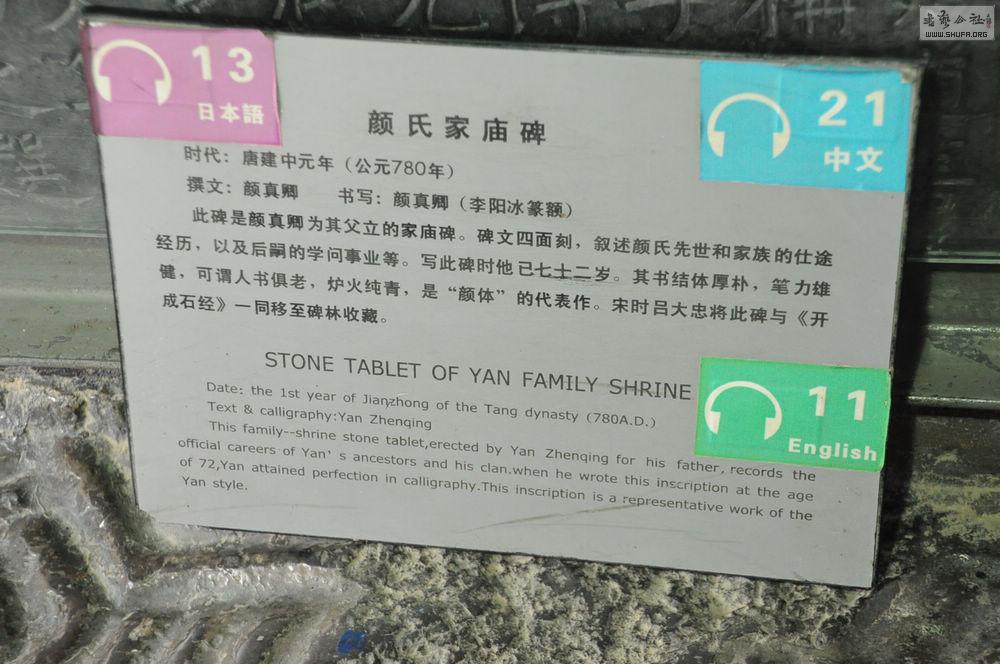 書法公社
WWW.SHUFA.ORG
13
日本語
21
中文
颜氏家庙碑
时代：唐建中元年（公元780年）
撰文：颜真卿 书写：颜真卿（李阳冰篆额）
此碑是颜真卿为其父立的家庙碑。碑文四面刻，叙述颜氏先世和家族的仕途
经历，以及后嗣的学问事业等。写此碑时他已七十二岁。其书结体厚朴，笔力雄
健，可谓人书俱老，炉火纯青，是“颜体”的代表作。宋时吕大忠将此碑与《开
成石经》一同移至碑林收藏。
STONE TABLET OF YAN FAMILY SHRINE
11
English
Date: the 1st year of Jianzhong of the Tang dynasty (780A.D.)
Text & calligraphy:Yan Zhenqing
This family--shrine stone tablet,erected by Yan Zhenqing for his father, records the
official careers of Yan's ancestors and his clan.when he wrote this inscription at the age
of 72,Yan attained perfection in calligraphy.This inscription is a representative work of the
Yan style.